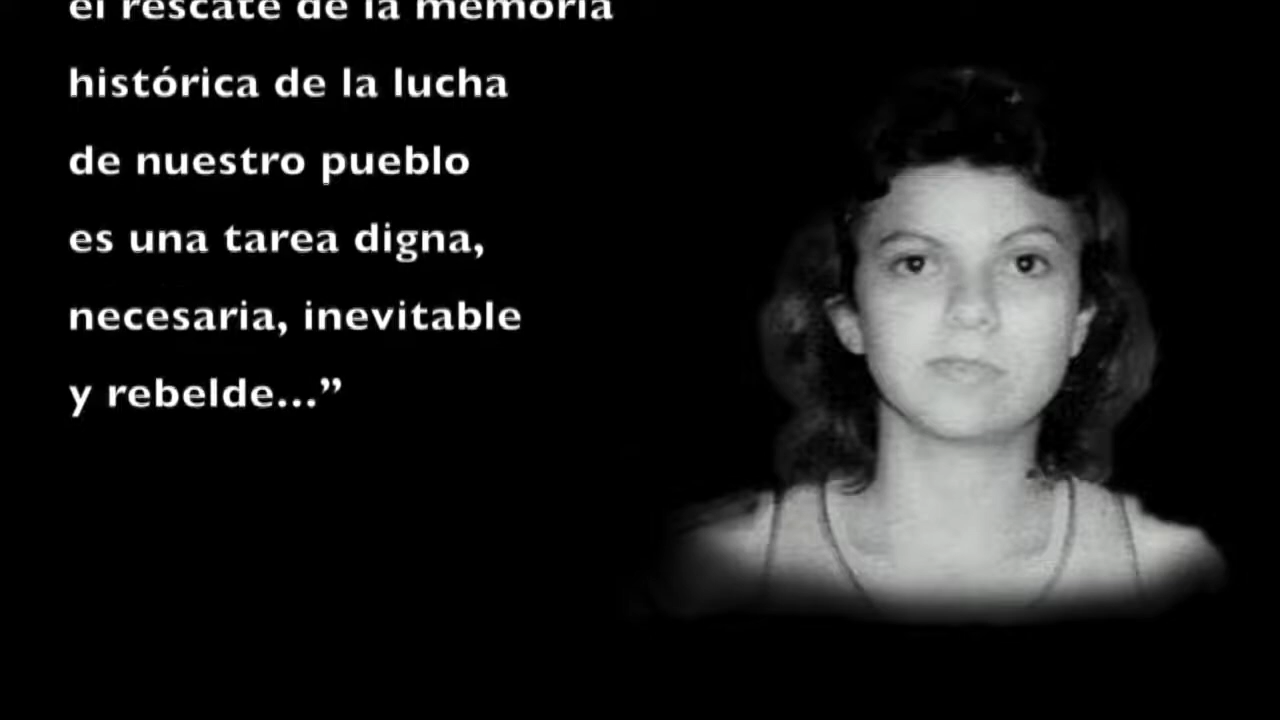 el rescate de la memoria
histórica de la lucha
de nuestro pueblo
es una tarea digna,
necesaria, inevitable
y rebelde...”